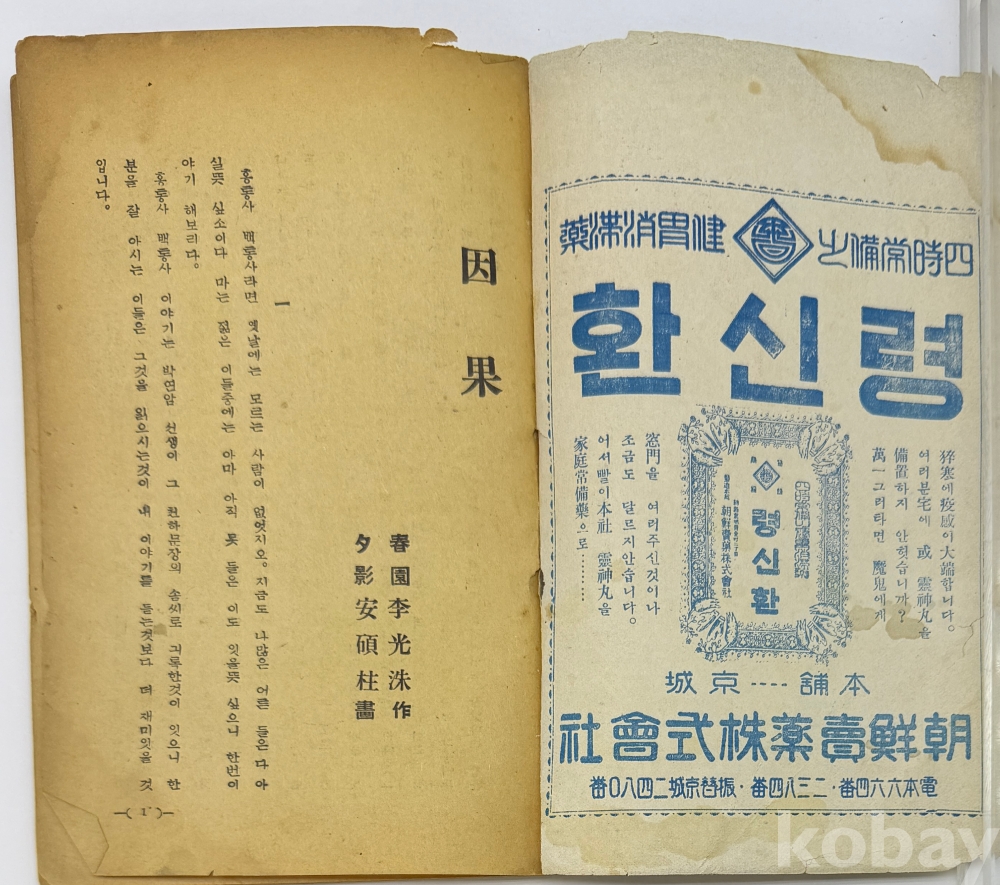 四時常備之 健胃消滯藥
령신환
猝寒에疫感이大端합니다。
여러분宅에 或 靈神丸을
備置하지 안헛습니까?
萬一그러타면 魔鬼에게
窓門을 여러주신것이나
조금도 달르지안습니다。
어서빨이本社 靈神丸을
家庭常備藥으로………
령신환
朝鮮賣藥株式會社
本舖····京城
朝鮮賣藥株式會社
電本六六四番・二三八四番・振替京城二四八〇番
因果
春園李光洙作
夕影安碩柱畵
一
홍룡사 백룡사라면 옛날에는 모르는 사람이 없엇지오。지금도 나많은 어른 들은다 아
실뜻 싶소이다 마는 젊은 이들중에는 아마 아직 못 들은 이도 잇을뜻 싶으니 한번이
야기 해보리다。
홍룡사 백룡사 이야기는 박연암 선생이 그 천하문장의 솜씨로 긔록한것이 잇으니 한
분을 잘 아시는 이들은 그것을 읽으시는것이 내 이야기를 듣는것보다 더 재미잇을 것
입니다。
—( 1 )—
kobay